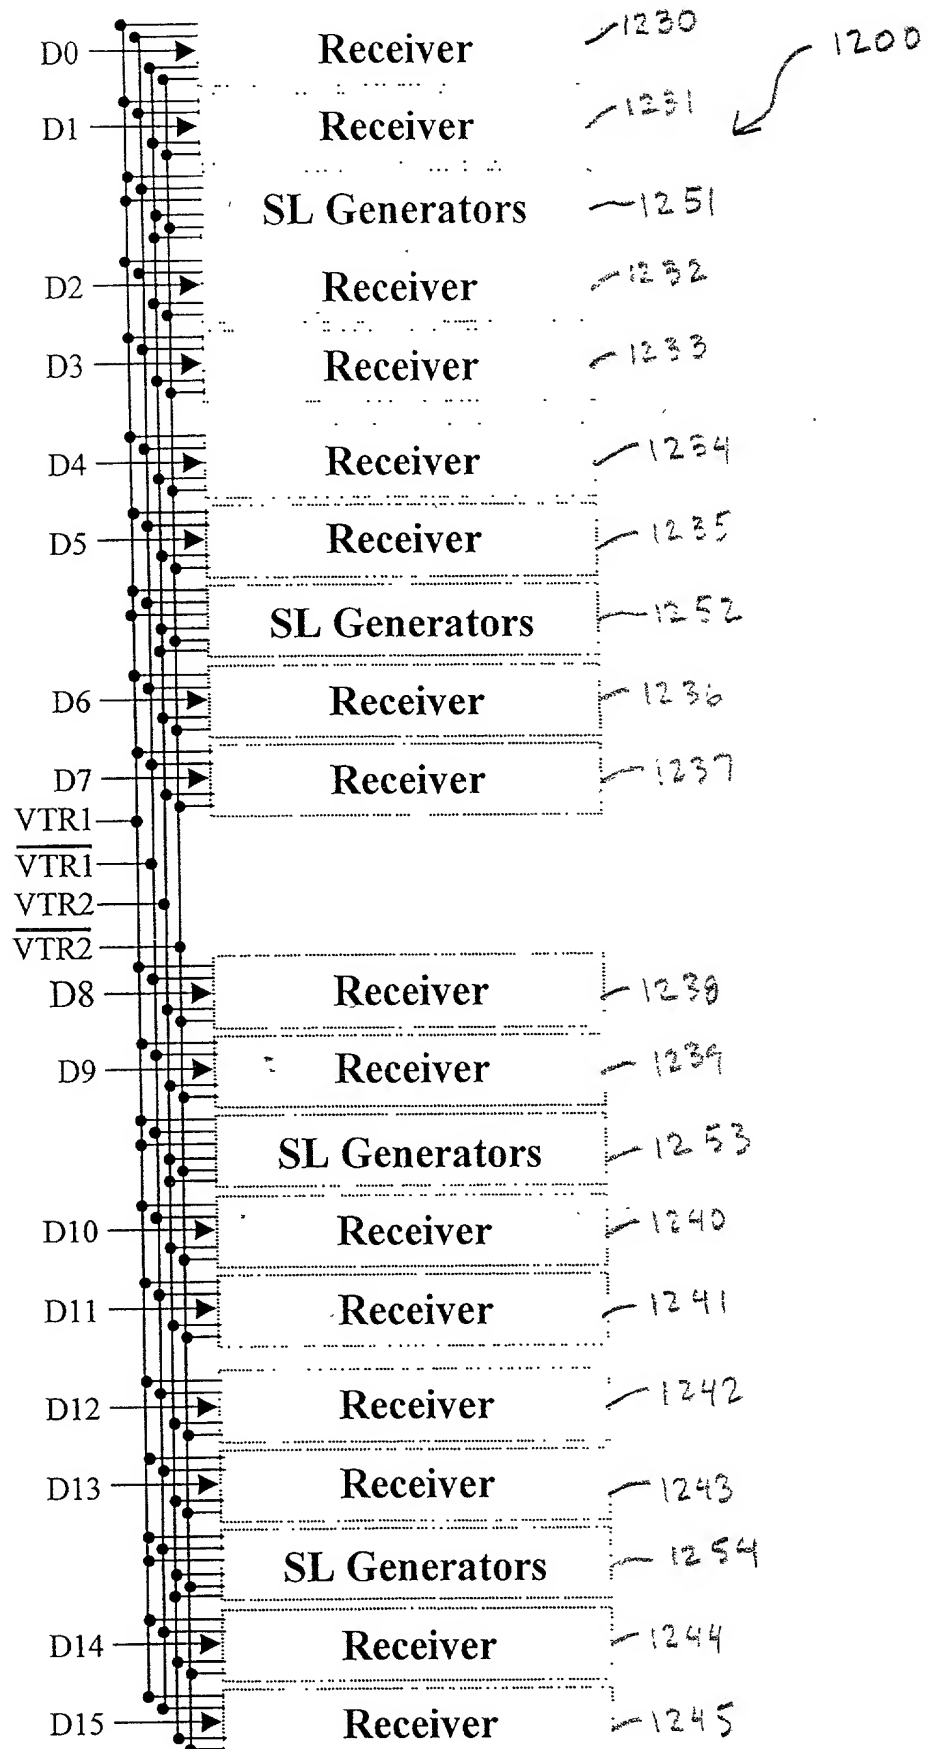 D0 Receiver 1230
1200
D1 Receiver 1231
SL Generators 1251
D2 Receiver 1232
D3 Receiver 1233
D4 Receiver 1234
D5 Receiver 1235
SL Generators 1252
D6 Receiver 1236
D7 Receiver 1237
VTR1
V̅T̅R̅1̅
VTR2
V̅T̅R̅2̅
D8 Receiver 1238
D9 Receiver 1239
SL Generators 1253
D10 Receiver 1240
D11 Receiver 1241
D12 Receiver 1242
D13 Receiver 1243
SL Generators 1254
D14 Receiver 1244
D15 Receiver 1245